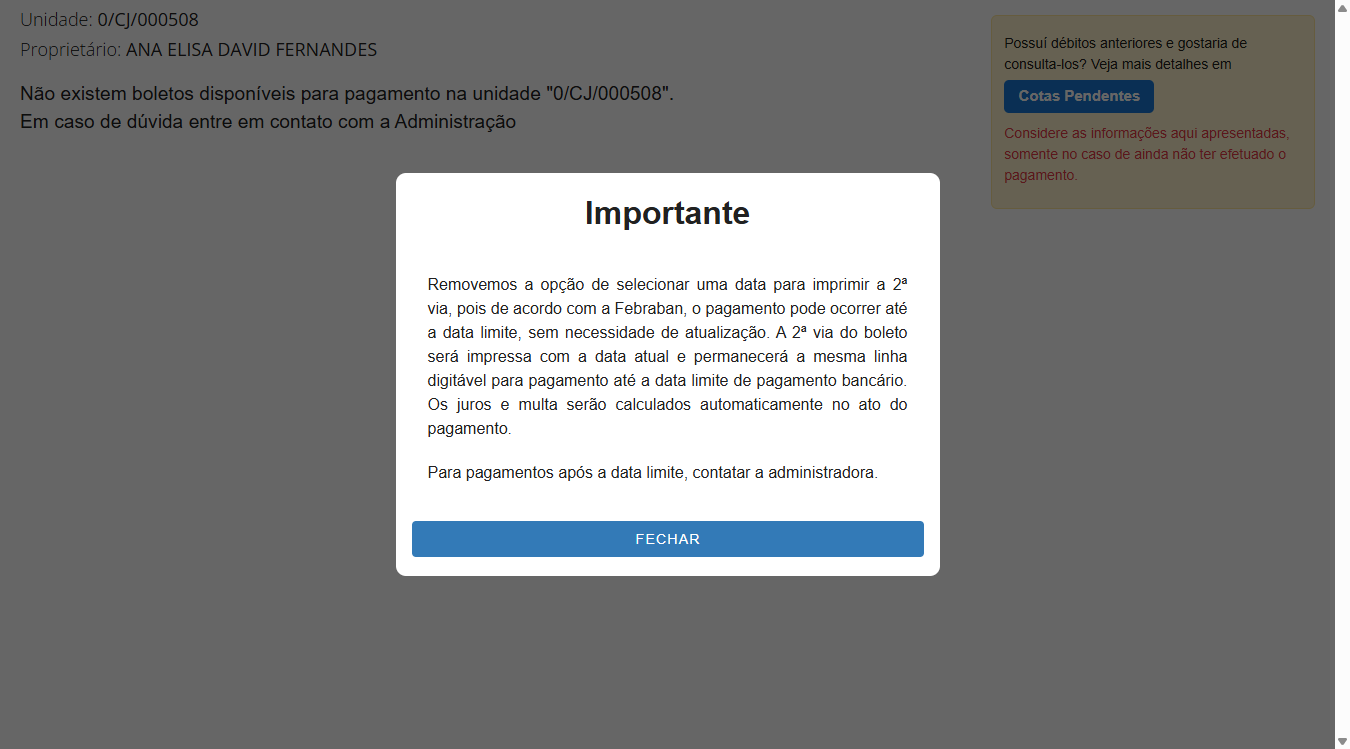 Unidade: 0/CJ/000508
Proprietário: ANA ELISA DAVID FERNANDES
Não existem boletos disponíveis para pagamento na unidade "0/CJ/000508".
Em caso de dúvida entre em contato com a Administração
Possuí débitos anteriores e gostaria de
consulta-los? Veja mais detalhes em
Cotas Pendentes
Considere as informações aqui apresentadas,
somente no caso de ainda não ter efetuado o
pagamento.
Importante
Removemos a opção de selecionar uma data para imprimir a 2ª
via, pois de acordo com a Febraban, o pagamento pode ocorrer até
a data limite, sem necessidade de atualização. A 2ª via do boleto
será impressa com a data atual e permanecerá a mesma linha
digitável para pagamento até a data limite de pagamento bancário.
Os juros e multa serão calculados automaticamente no ato do
pagamento.
Para pagamentos após a data limite, contatar a administradora.
FECHAR